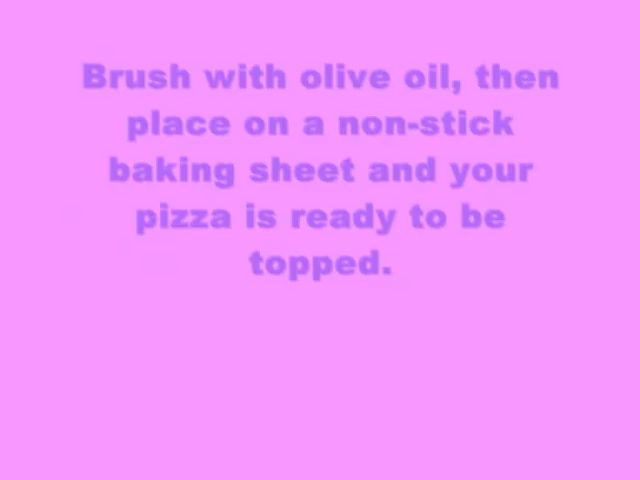 Brush with olive oil, then
place on a non-stick
baking sheet and your
pizza is ready to be
topped.